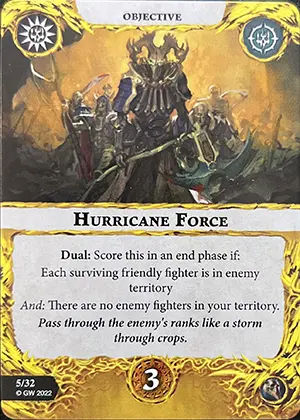 OBJECTIVE
HURRICANE FORCE
Dual: Score this in an end phase if:
Each surviving friendly fighter is in enemy
territory
And: There are no enemy fighters in your territory.
Pass through the enemy's ranks like a storm
through crops.
5/32
© GW 2022
3